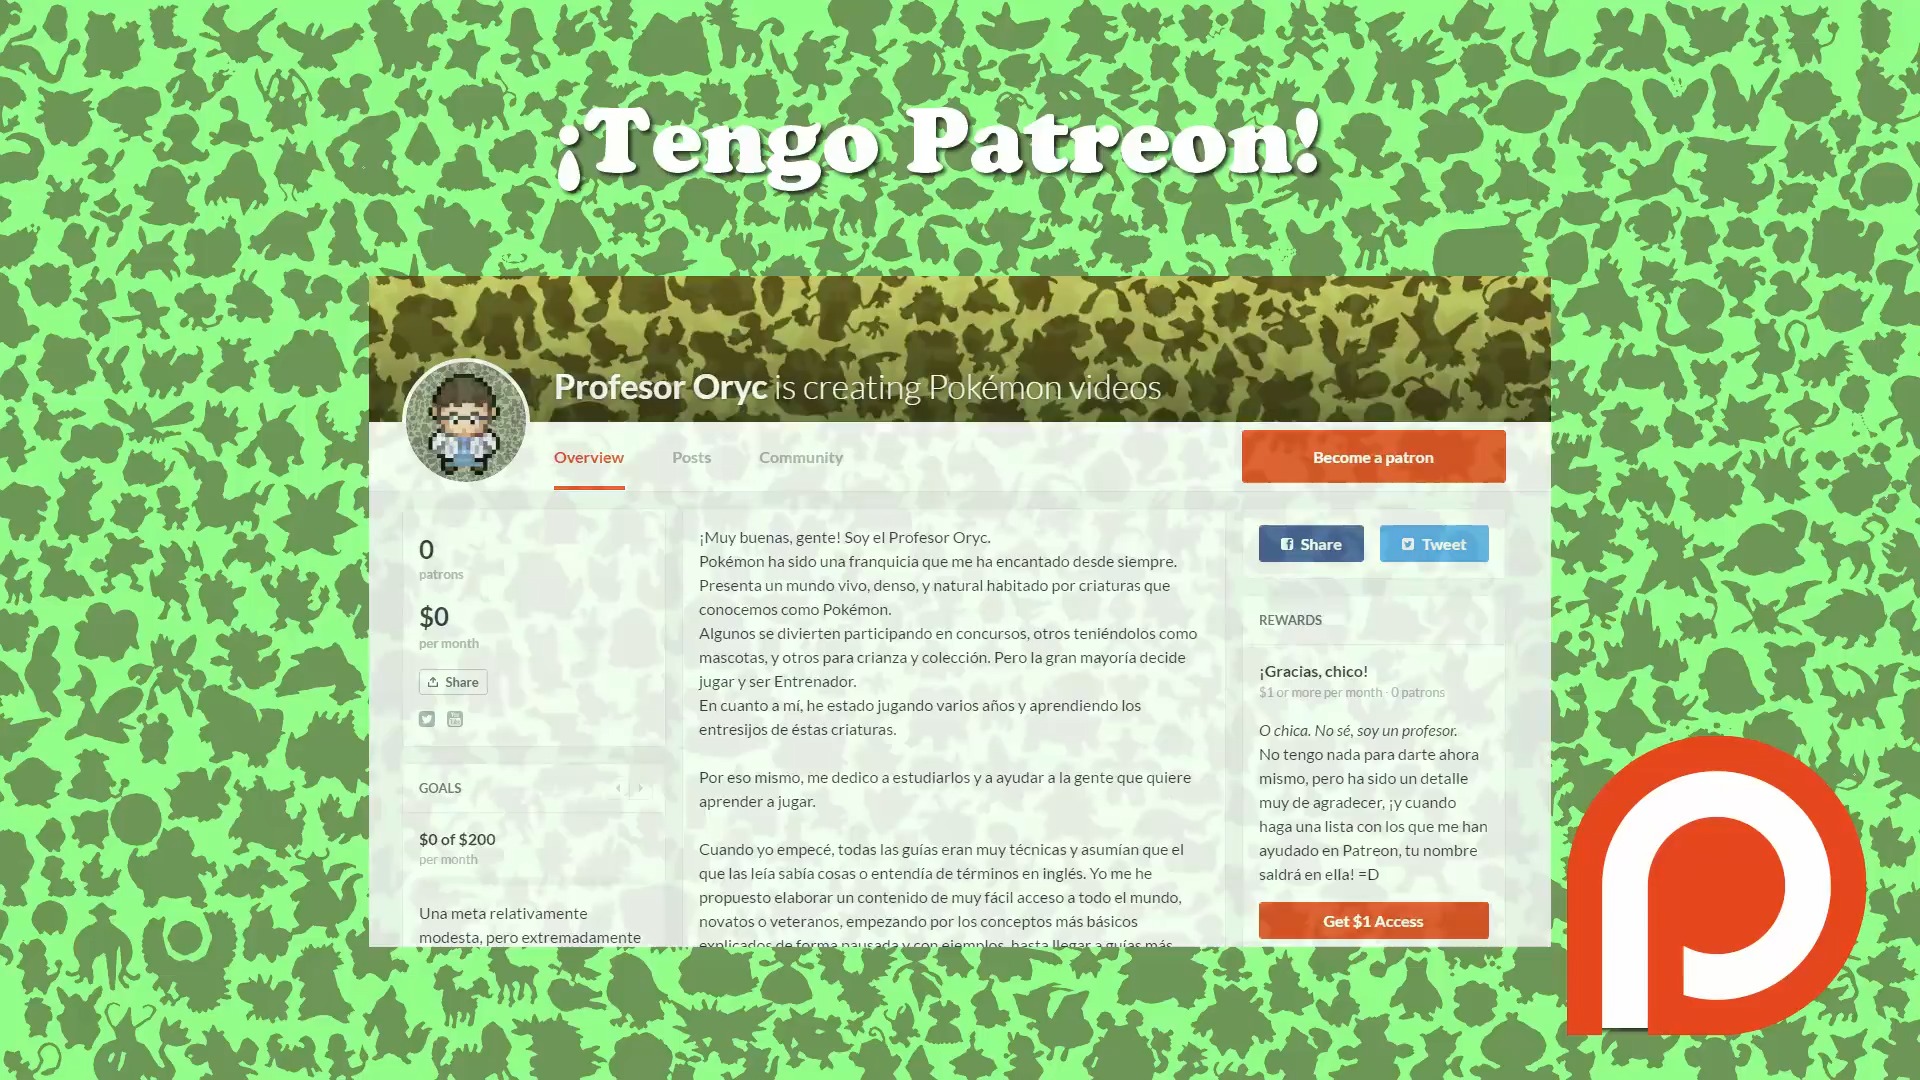 ¡Tengo Patreon!
Profesor Oryc is creating Pokémon videos
Overview
Posts
Community
Become a patron
0
patrons
$0
per month
Share
GOALS
$0 of $200
per month
Una meta relativamente
modesta, pero extremadamente
¡Muy buenas, gente! Soy el Profesor Oryc.
Pokémon ha sido una franquicia que me ha encantado desde siempre.
Presenta un mundo vivo, denso, y natural habitado por criaturas que
conocemos como Pokémon.
Algunos se divierten participando en concursos, otros teniéndolos como
mascotas, y otros para crianza y colección. Pero la gran mayoría decide
jugar y ser Entrenador.
En cuanto a mí, he estado jugando varios años y aprendiendo los
entresijos de éstas criaturas.
Por eso mismo, me dedico a estudiarlos y a ayudar a la gente que quiere
aprender a jugar.
Cuando yo empecé, todas las guías eran muy técnicas y asumían que el
que las leía sabía cosas o entendía de términos en inglés. Yo me he
propuesto elaborar un contenido de muy fácil acceso a todo el mundo,
novatos o veteranos, empezando por los conceptos más básicos
explicados de forma pausada y con ejemplos, hasta llegar a guías más
Share
Tweet
REWARDS
¡Gracias, chico!
$1 or more per month · 0 patrons
O chica. No sé, soy un profesor.
No tengo nada para darte ahora
mismo, pero ha sido un detalle
muy de agradecer, ¡y cuando
haga una lista con los que me han
ayudado en Patreon, tu nombre
saldrá en ella! =D
Get $1 Access